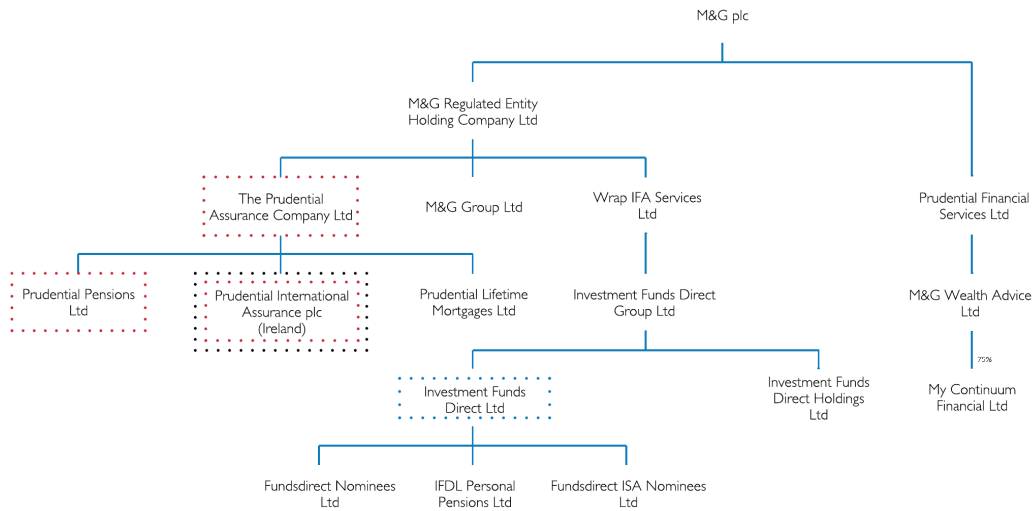 M&G plc
M&G Regulated Entity
Holding Company Ltd
The Prudential
Assurance Company Ltd
M&G Group Ltd
Wrap IFA Services
Ltd
Prudential Financial
Services Ltd
Prudential Pensions
Ltd
Prudential International
Assurance plc
(Ireland)
Prudential Lifetime
Mortgages Ltd
Investment Funds Direct
Group Ltd
M&G Wealth Advice
Ltd
75%
Investment Funds
Direct Ltd
Investment Funds
Direct Holdings
Ltd
My Continuum
Financial Ltd
Fundsdirect Nominees
Ltd
IFDL Personal
Pensions Ltd
Fundsdirect ISA Nominees
Ltd